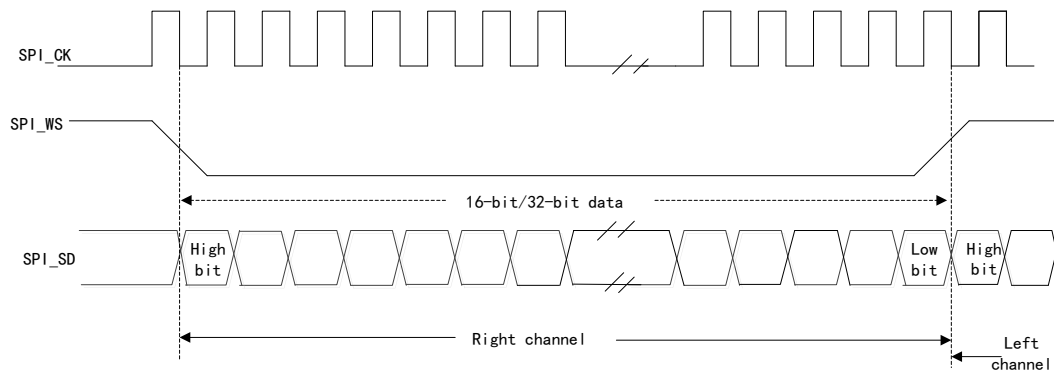 SPI_CK
SPI_WS
16-bit/32-bit data
SPI_SD
High
bit
Low
bit
High
bit
Right channel
Left
channel